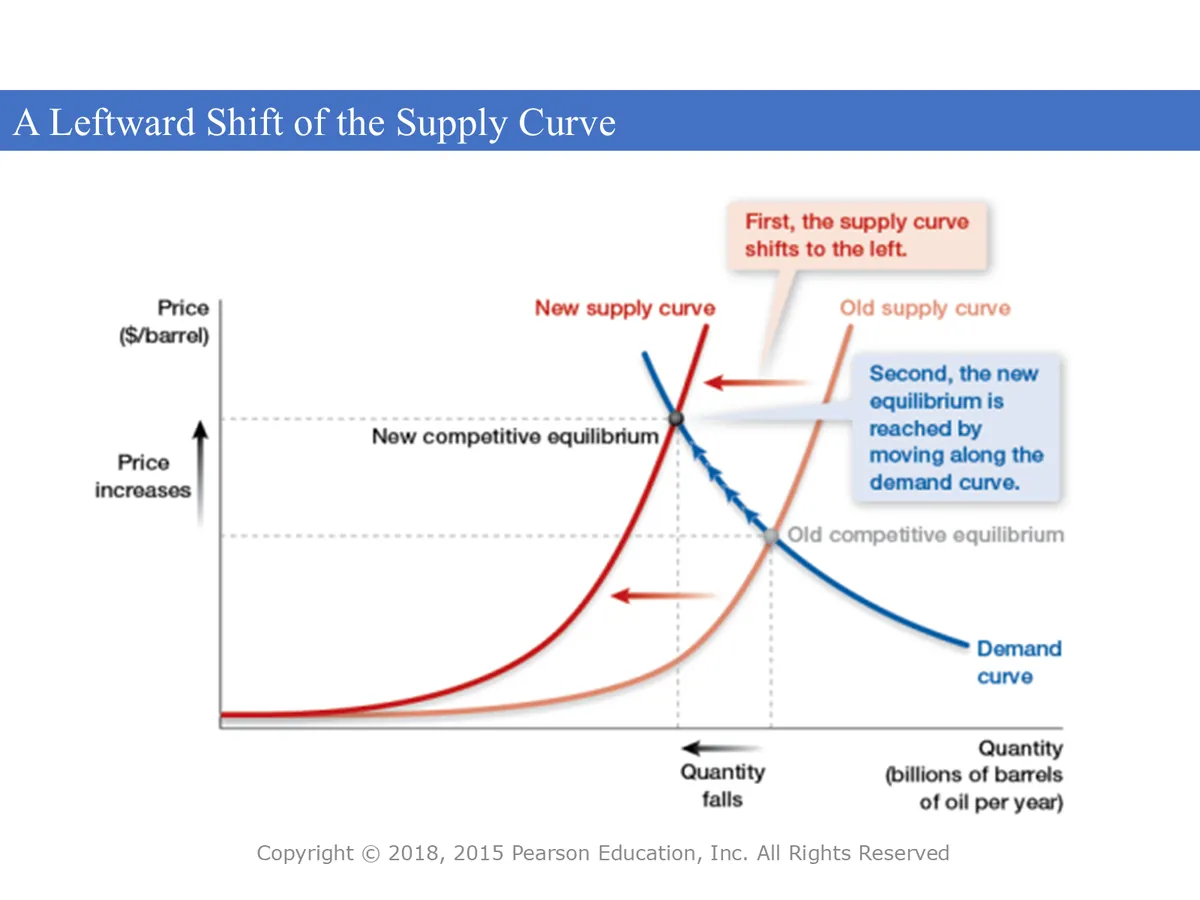 A Leftward Shift of the Supply Curve
First, the supply curve
shifts to the left.
Price
($/barrel)
New supply curve
Old supply curve
Second, the new
equilibrium is
reached by
moving along the
demand curve.
New competitive equilibrium
Price
increases
Old competitive equilibrium
Demand
curve
Quantity
falls
Quantity
(billions of barrels
of oil per year)
Copyright © 2018, 2015 Pearson Education, Inc. All Rights Reserved